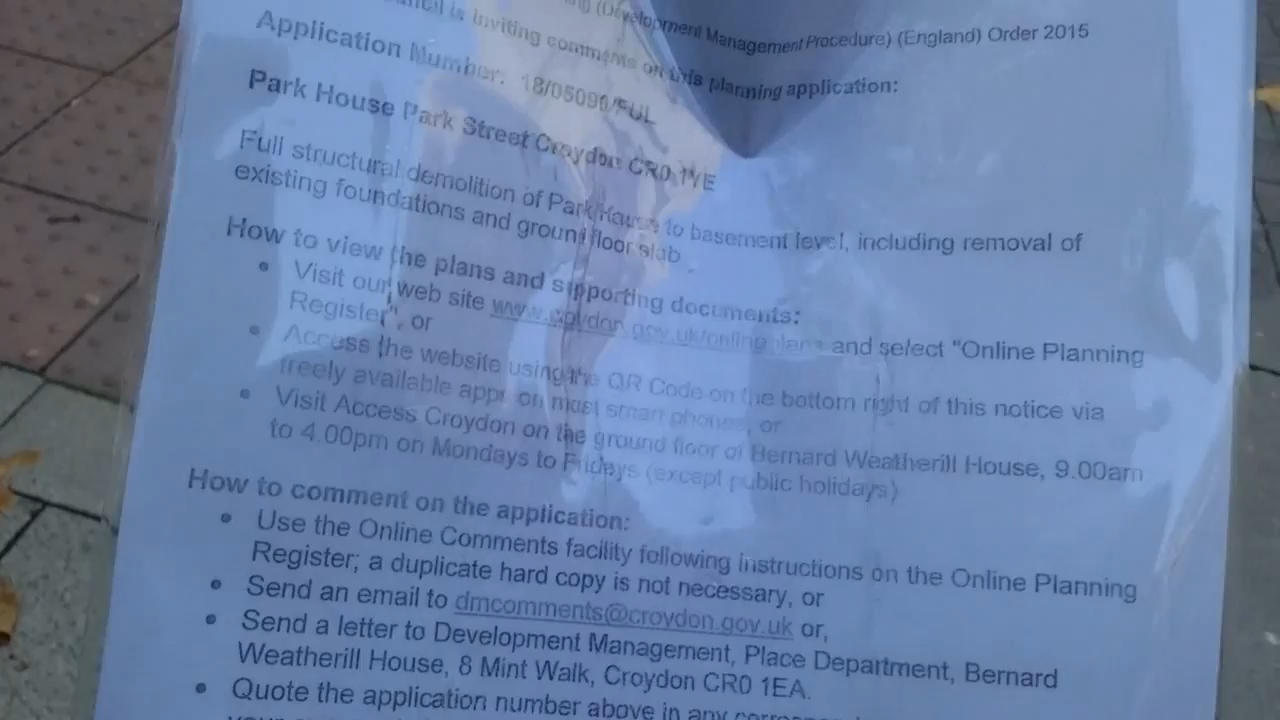 (Development Management Procedure) (England) Order 2015
is inviting comments on this planning application:
Application Number: 18/05090/FUL
Park House Park Street Croydon CR0 1YE
Full structural demolition of Park House to basement level, including removal of
existing foundations and ground floor slab
How to view the plans and supporting documents:
• Visit our web site www.croydon.gov.uk/onlineplans and select "Online Planning
Register", or
• Access the website using the QR Code on the bottom right of this notice via
freely available apps on most smart phones, or
• Visit Access Croydon on the ground floor of Bernard Weatherill House, 9.00am
to 4.00pm on Mondays to Fridays (except public holidays)
How to comment on the application:
• Use the Online Comments facility following instructions on the Online Planning
Register; a duplicate hard copy is not necessary, or
• Send an email to dmcomments@croydon.gov.uk or,
• Send a letter to Development Management, Place Department, Bernard
Weatherill House, 8 Mint Walk, Croydon CR0 1EA.
• Quote the application number above in any